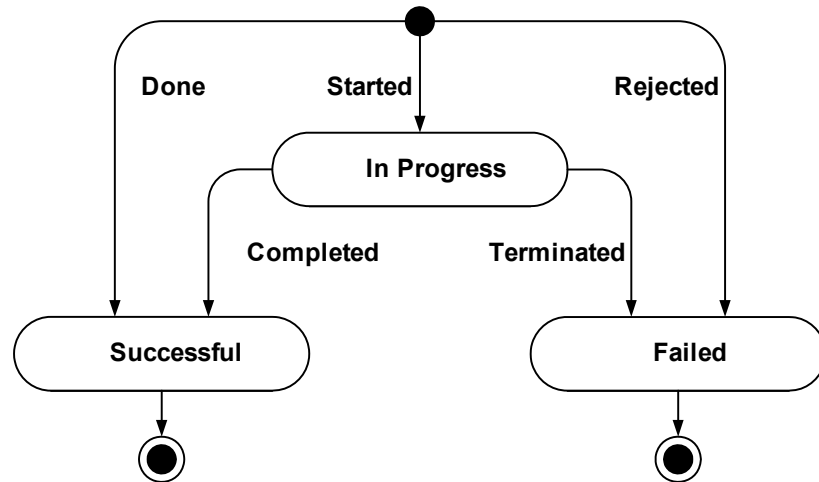 Done
Started
Rejected
In Progress
Completed
Terminated
Successful
Failed